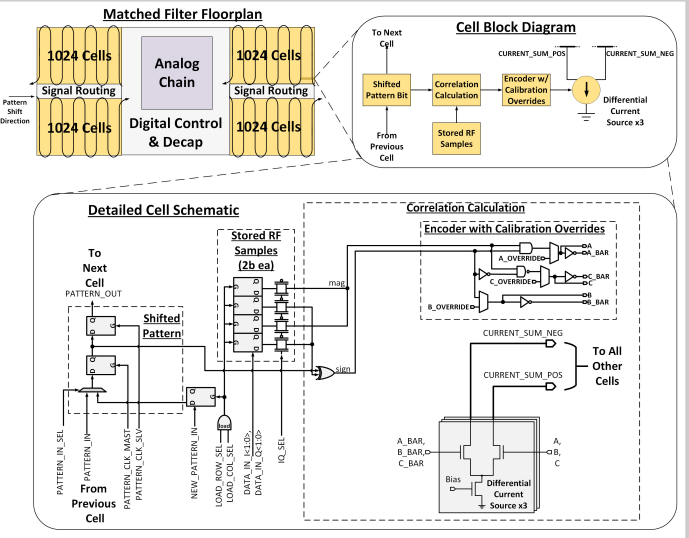 Matched Filter Floorplan
1024 Cells
1024 Cells
Analog
Chain
Signal Routing
Signal Routing
Pattern
Shift
Direction
1024 Cells
1024 Cells
Digital Control
& Decap
Cell Block Diagram
To Next
Cell
CURRENT_SUM_POS
CURRENT_SUM_NEG
Shifted
Pattern Bit
Correlation
Calculation
Encoder w/
Calibration
Overrides
Stored RF
Samples
From
Previous
Cell
Differential
Current
Source x3
Detailed Cell Schematic
Correlation Calculation
Encoder with Calibration Overrides
Stored RF
Samples
(2b ea)
To
Next
Cell
PATTERN_OUT
Shifted
Pattern
mag
sign
A_OVERRIDE
C_OVERRIDE
B_OVERRIDE
A
A_BAR
C_BAR
C
B
B_BAR
load
PATTERN_IN_SEL
PATTERN_IN
PATTERN_CLK_MAST
PATTERN_CLK_SLV
NEW_PATTERN_IN
LOAD_ROW_SEL
LOAD_COL_SEL
DATA_IN_I<1:0>,
DATA_IN_Q<1:0>
IQ_SEL
From
Previous
Cell
CURRENT_SUM_NEG
CURRENT_SUM_POS
To All
Other
Cells
A_BAR,
B_BAR,
C_BAR
A,
B,
C
Bias
Differential
Current
Source x3